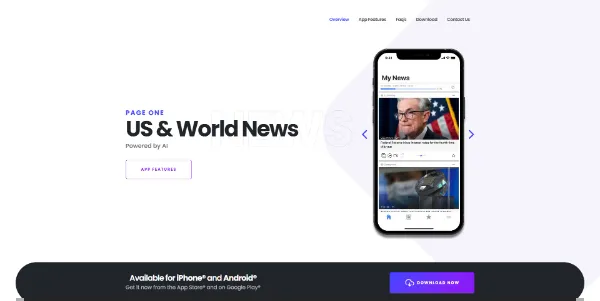 Overview App Features Faqs Download Contact Us
My News
PAGE ONE
NEWS
US & World News
Powered by AI
APP FEATURES
Available for iPhone® and Android®
Get it now from the App Store® and on Google Play®
DOWNLOAD NOW